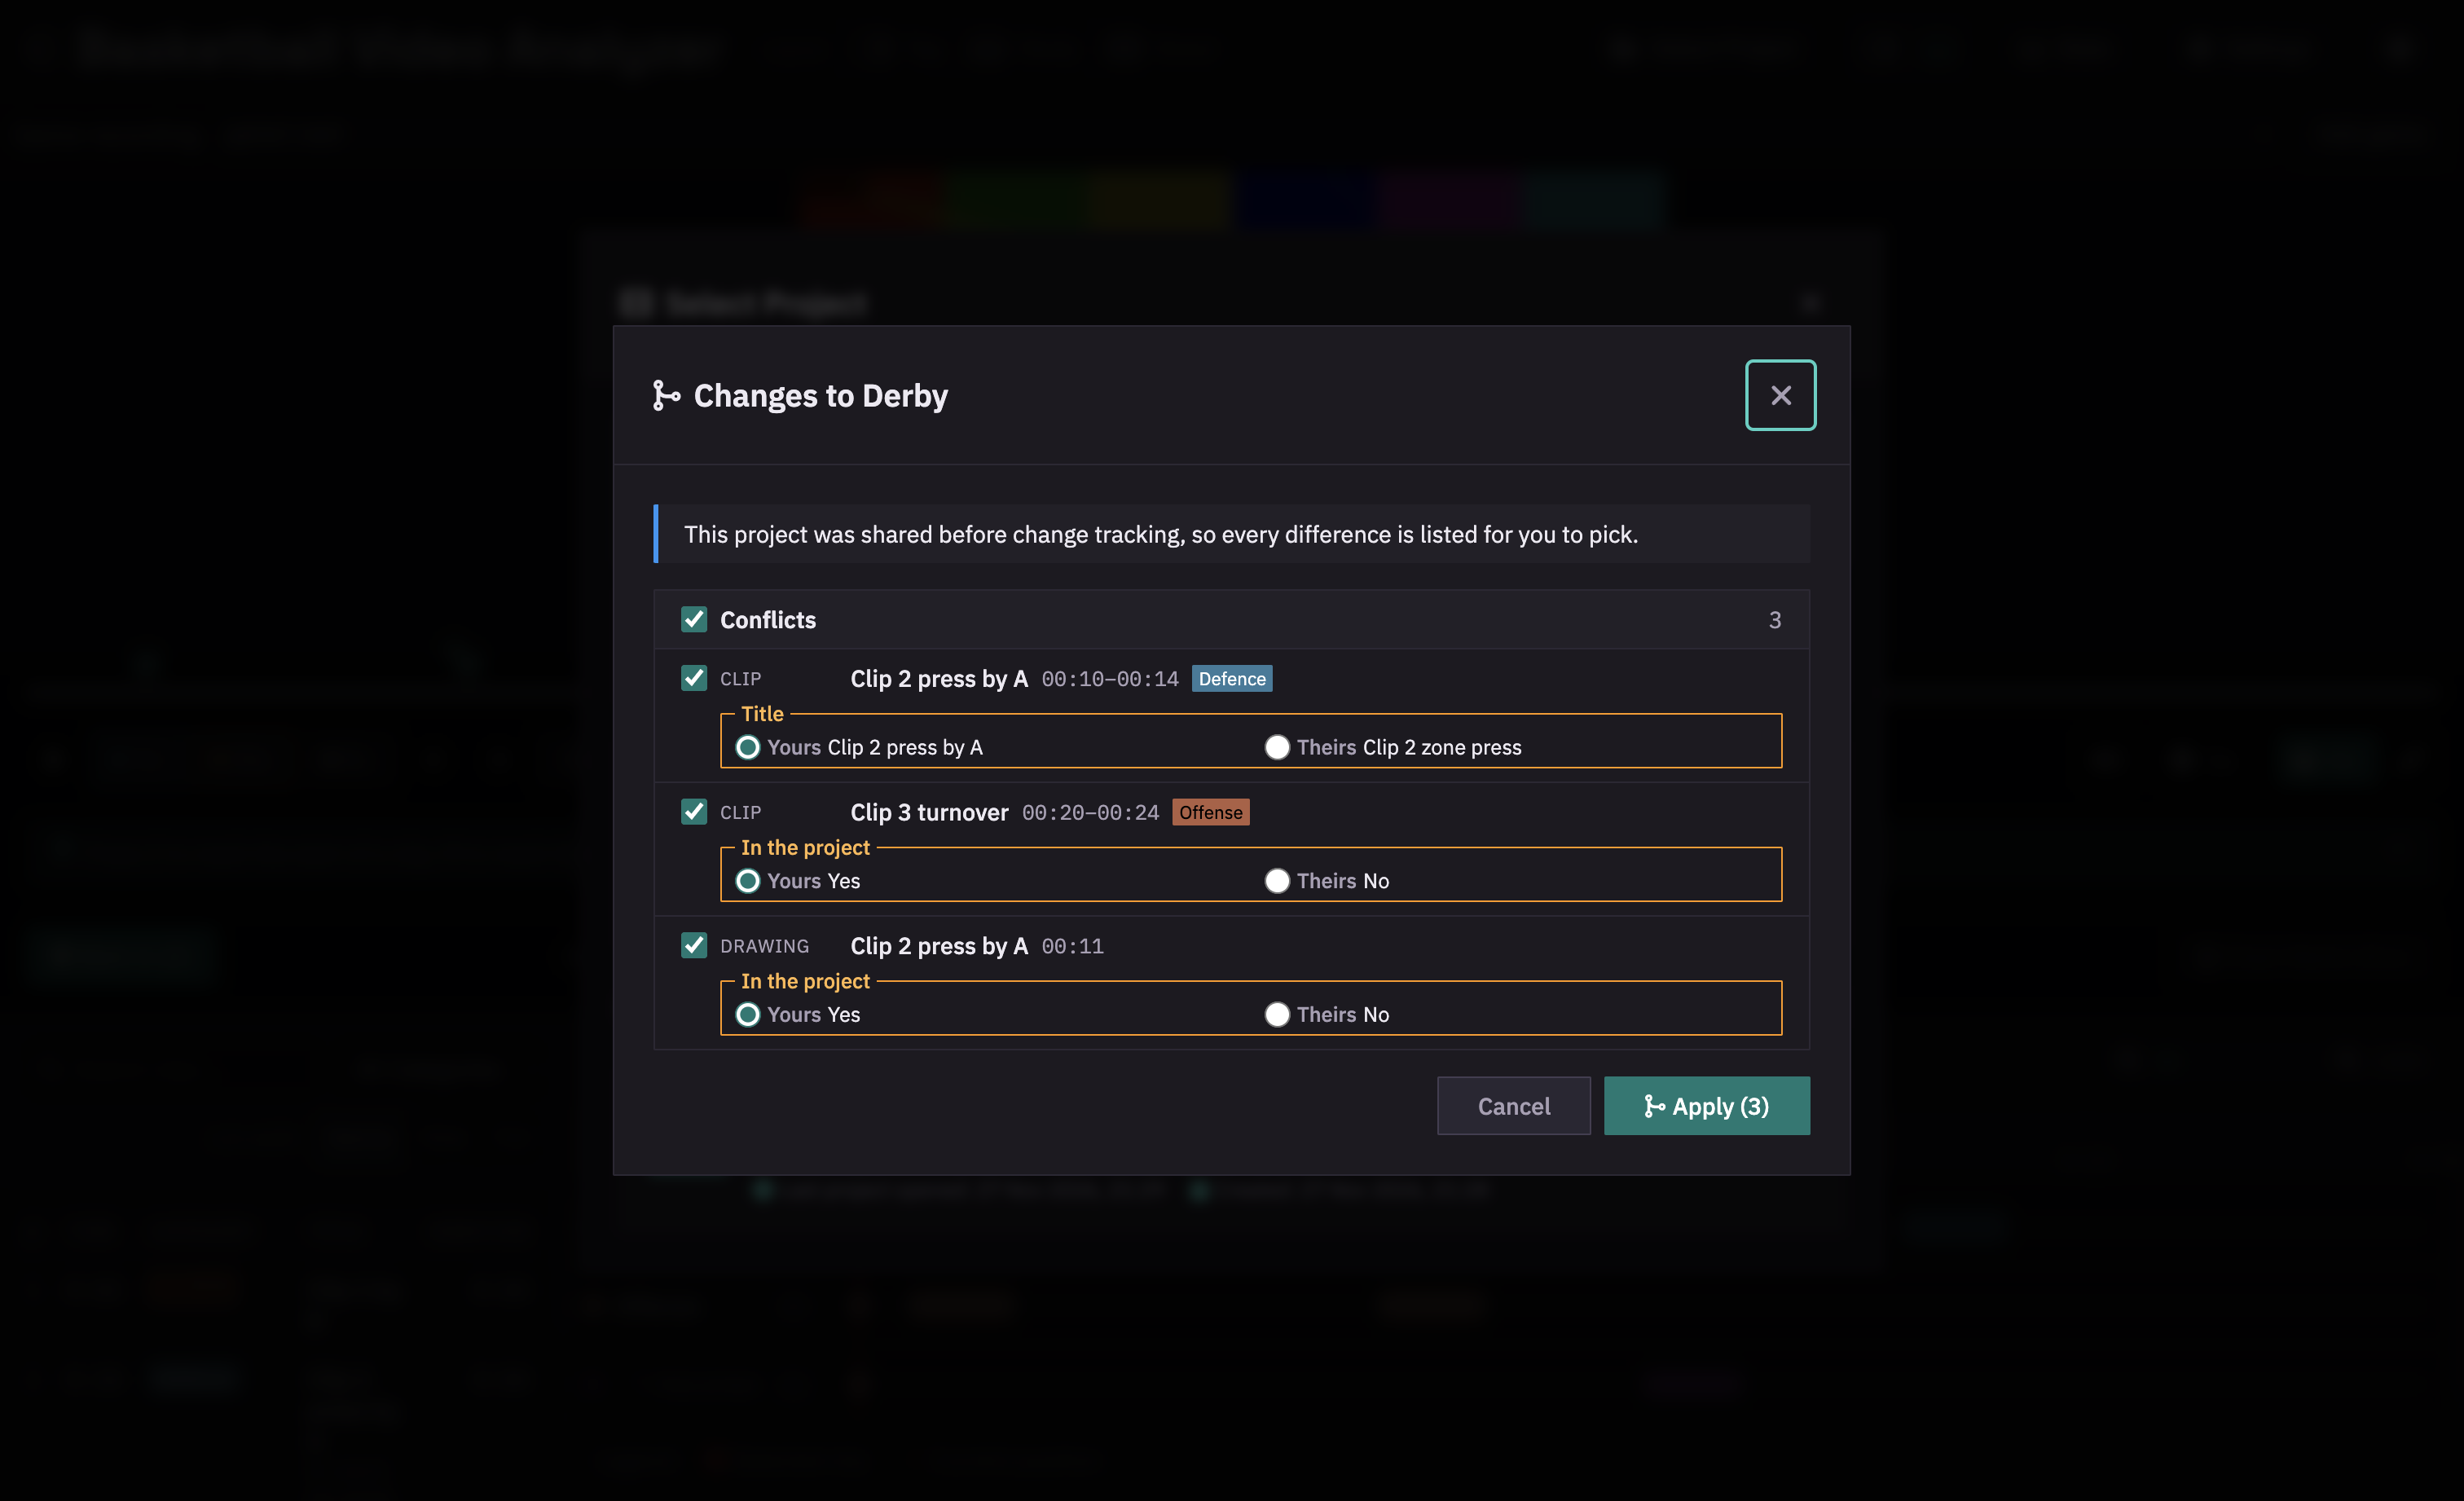 Select Project
Changes to Derby
This project was shared before change tracking, so every difference is listed for you to pick.
Conflicts 3
CLIP Clip 2 press by A 00:10–00:14 Defence
Title
Yours Clip 2 press by A Theirs Clip 2 zone press
CLIP Clip 3 turnover 00:20–00:24 Offense
In the project
Yours Yes Theirs No
DRAWING Clip 2 press by A 00:11
In the project
Yours Yes Theirs No
Cancel Apply (3)